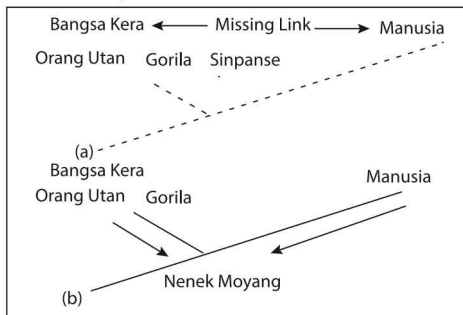 Bangsa Kera Missing Link Manusia
Orang Utan Gorila Sinpanse
(a)
Bangsa Kera
Orang Utan Gorila Manusia
Nenek Moyang
(b)